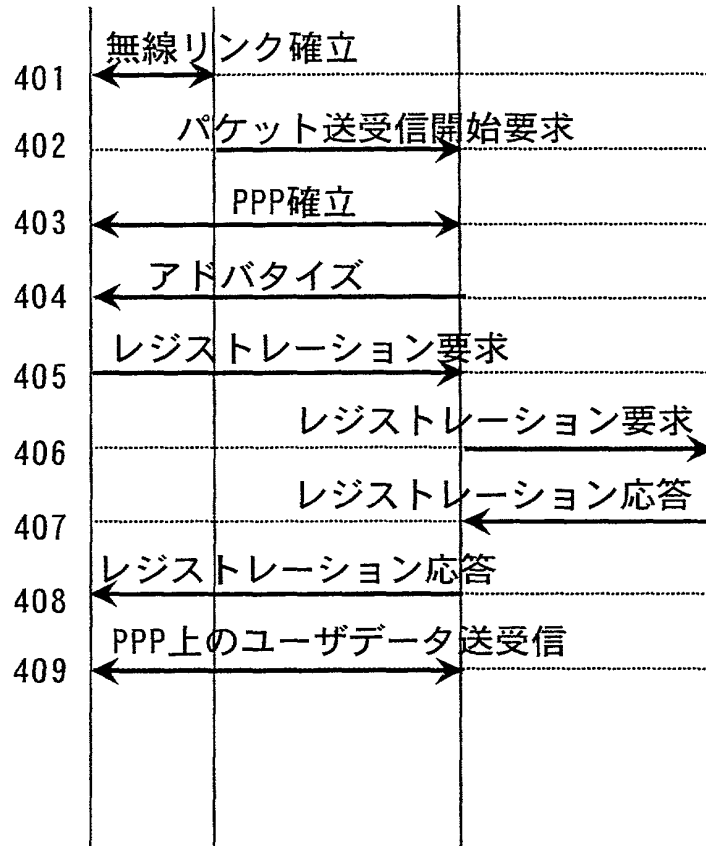 無線リンク確立
401
パケット送受信開始要求
402
PPP確立
403
アドバタイズ
404
レジストレーション要求
405
レジストレーション要求
406
レジストレーション応答
407
レジストレーション応答
408
PPP上のユーザデータ送受信
409